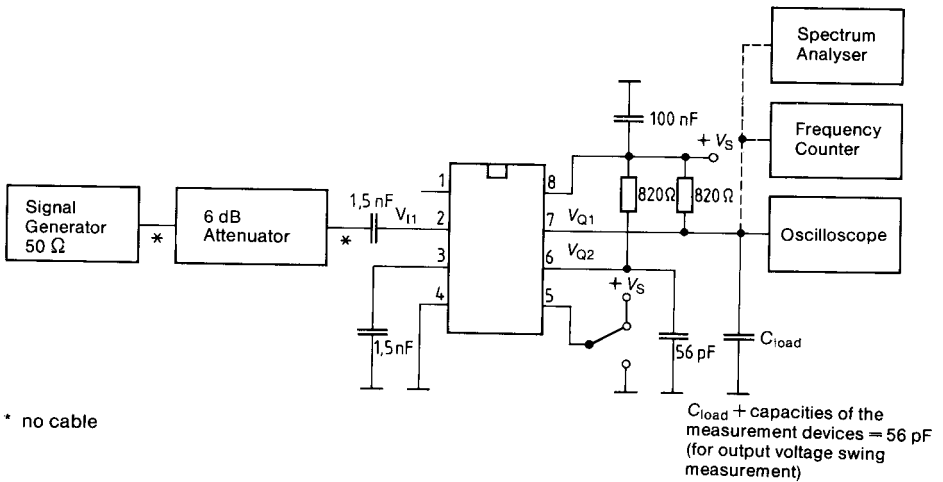 Spectrum
Analyser
100 nF
+ V_S
Frequency
Counter
Signal
Generator
50 Ω
*
6 dB
Attenuator
*
1,5 nF
V_I1
1
2
3
4
8
7
6
5
820Ω
820Ω
V_Q1
V_Q2
+ V_S
Oscilloscope
1,5 nF
56 pF
C_load
* no cable
C_load + capacities of the
measurement devices = 56 pF
(for output voltage swing
measurement)